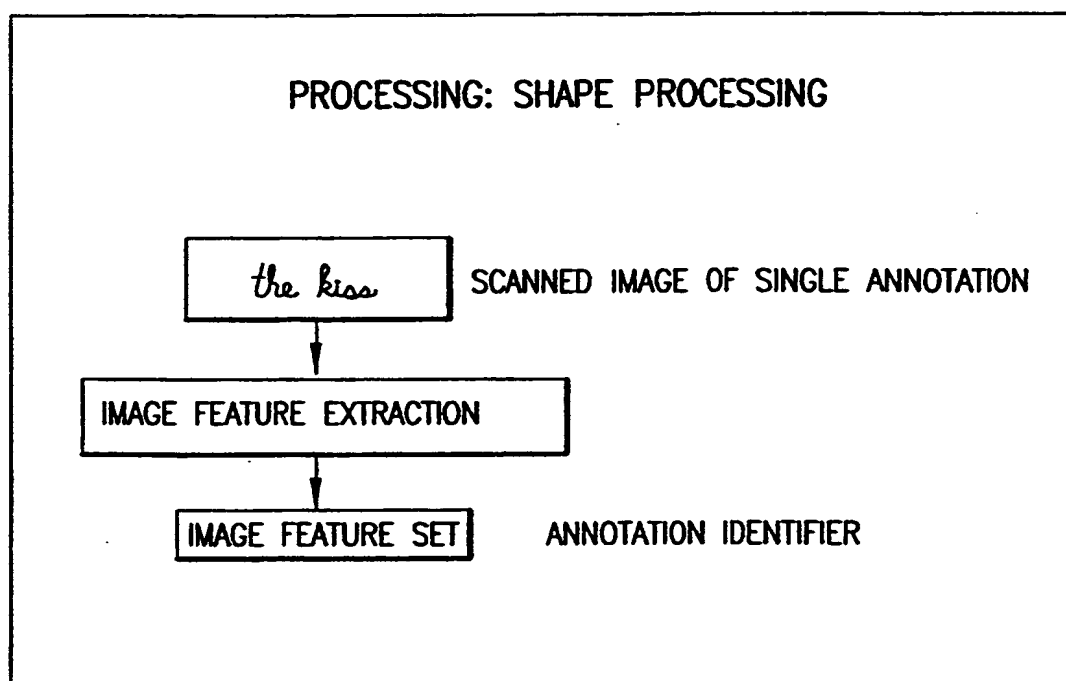 PROCESSING: SHAPE PROCESSING
the kiss SCANNED IMAGE OF SINGLE ANNOTATION
IMAGE FEATURE EXTRACTION
IMAGE FEATURE SET ANNOTATION IDENTIFIER